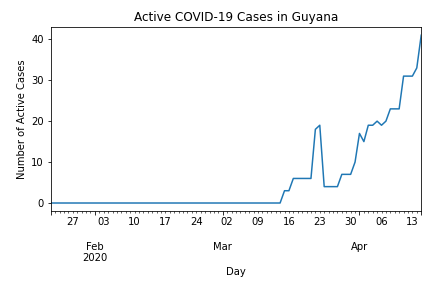 Active COVID-19 Cases in Guyana
Number of Active Cases
40
30
20
10
0
27 03 10 17 24 02 09 16 23 30 06 13
Feb Mar Apr
2020
Day